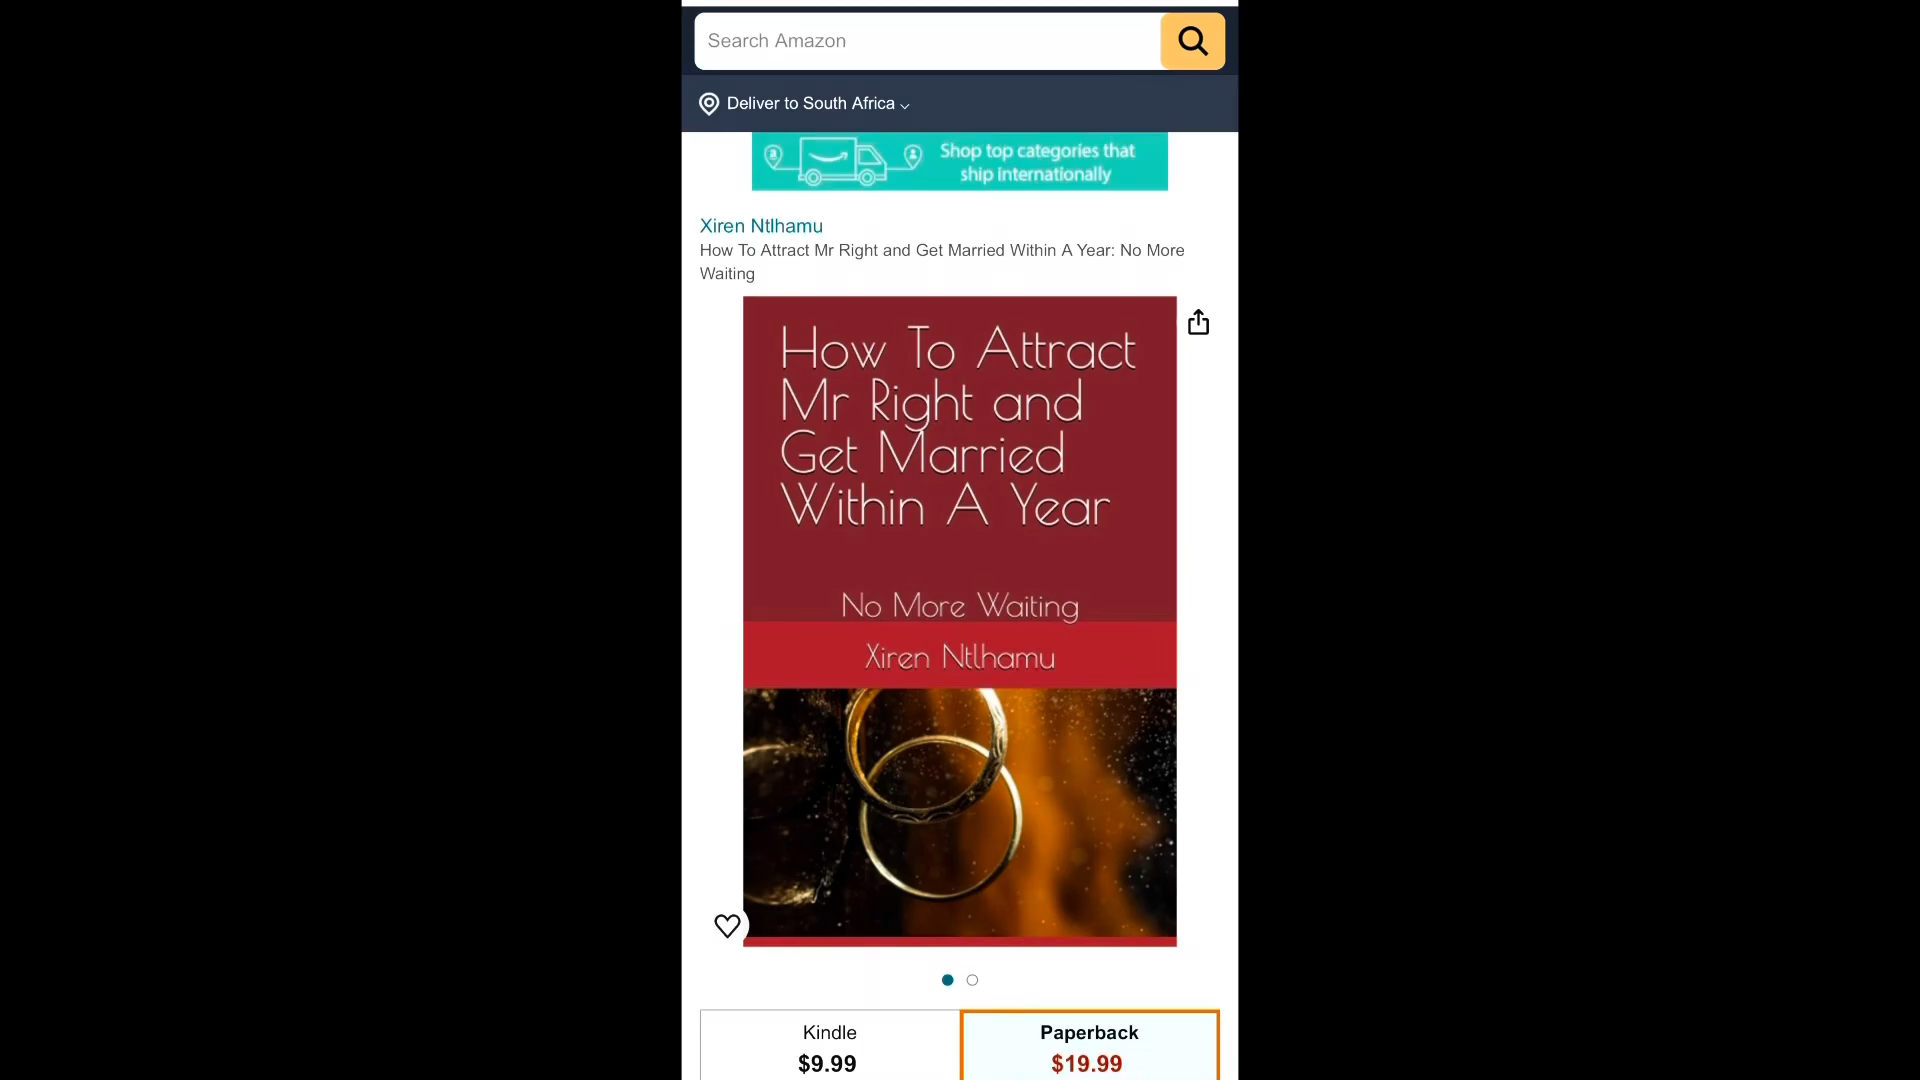 Search Amazon
Deliver to South Africa
Shop top categories that
ship internationally
Xiren Ntlhamu
How To Attract Mr Right and Get Married Within A Year: No More
Waiting
How To Attract
Mr Right and
Get Married
Within A Year
No More Waiting
Xiren Ntlhamu
Kindle
$9.99
Paperback
$19.99